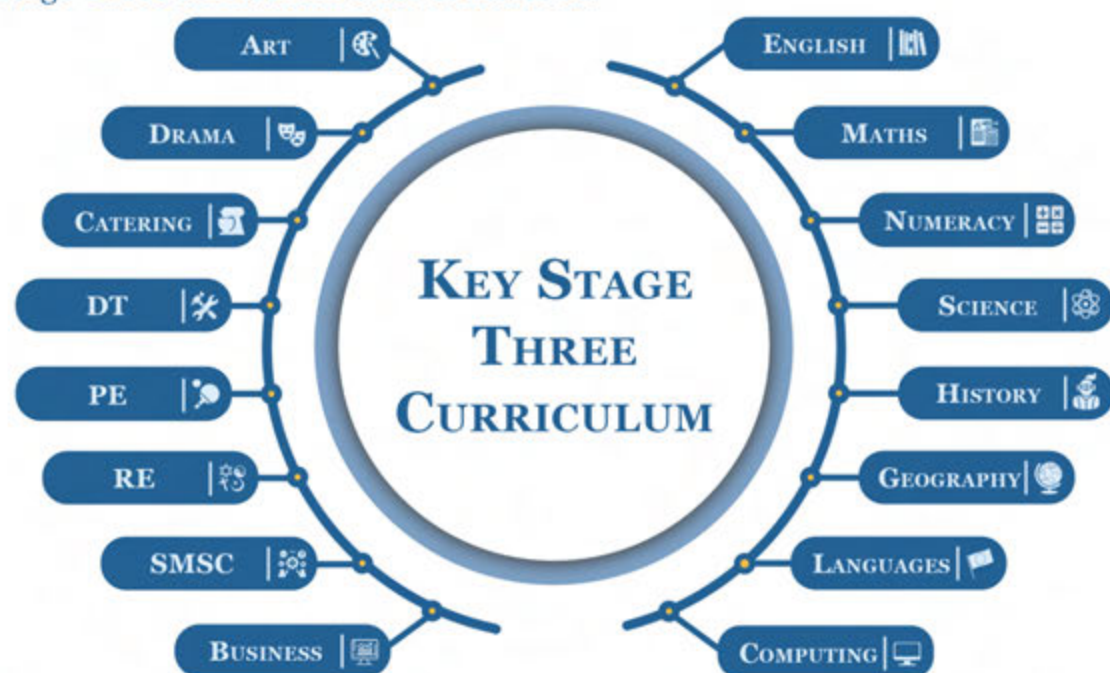 Art
Drama
Catering
DT
PE
RE
SMSC
Business
Key Stage
Three
Curriculum
English
Maths
Numeracy
Science
History
Geography
Languages
Computing